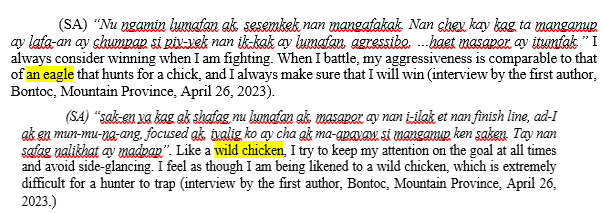 (SA) “Nu ngamin lumafan ak, sesemkek nan mangafakak. Nan chey kay kag ta manganup
ay lafa-an ay chumpap si piv-vek nan ik-kak ay lumafan, agressibo, …haet masapor ay itumfak.” I
always consider winning when I am fighting. When I battle, my aggressiveness is comparable to that
of an eagle that hunts for a chick, and I always make sure that I will win (interview by the first author,
Bontoc, Mountain Province, April 26, 2023).
(SA) “sak-en ya kag ak shafag nu lumafan ak, masapor ay nan i-ilak et nan finish line, ad-I
ak en mun-mu-na-ang, focused ak, iyalig ko ay cha ak ma-apayaw si manganup ken saken. Tay nan
safag nalikhat ay madpap”. Like a wild chicken, I try to keep my attention on the goal at all times
and avoid side-glancing. I feel as though I am being likened to a wild chicken, which is extremely
difficult for a hunter to trap (interview by the first author, Bontoc, Mountain Province, April 26,
2023.)